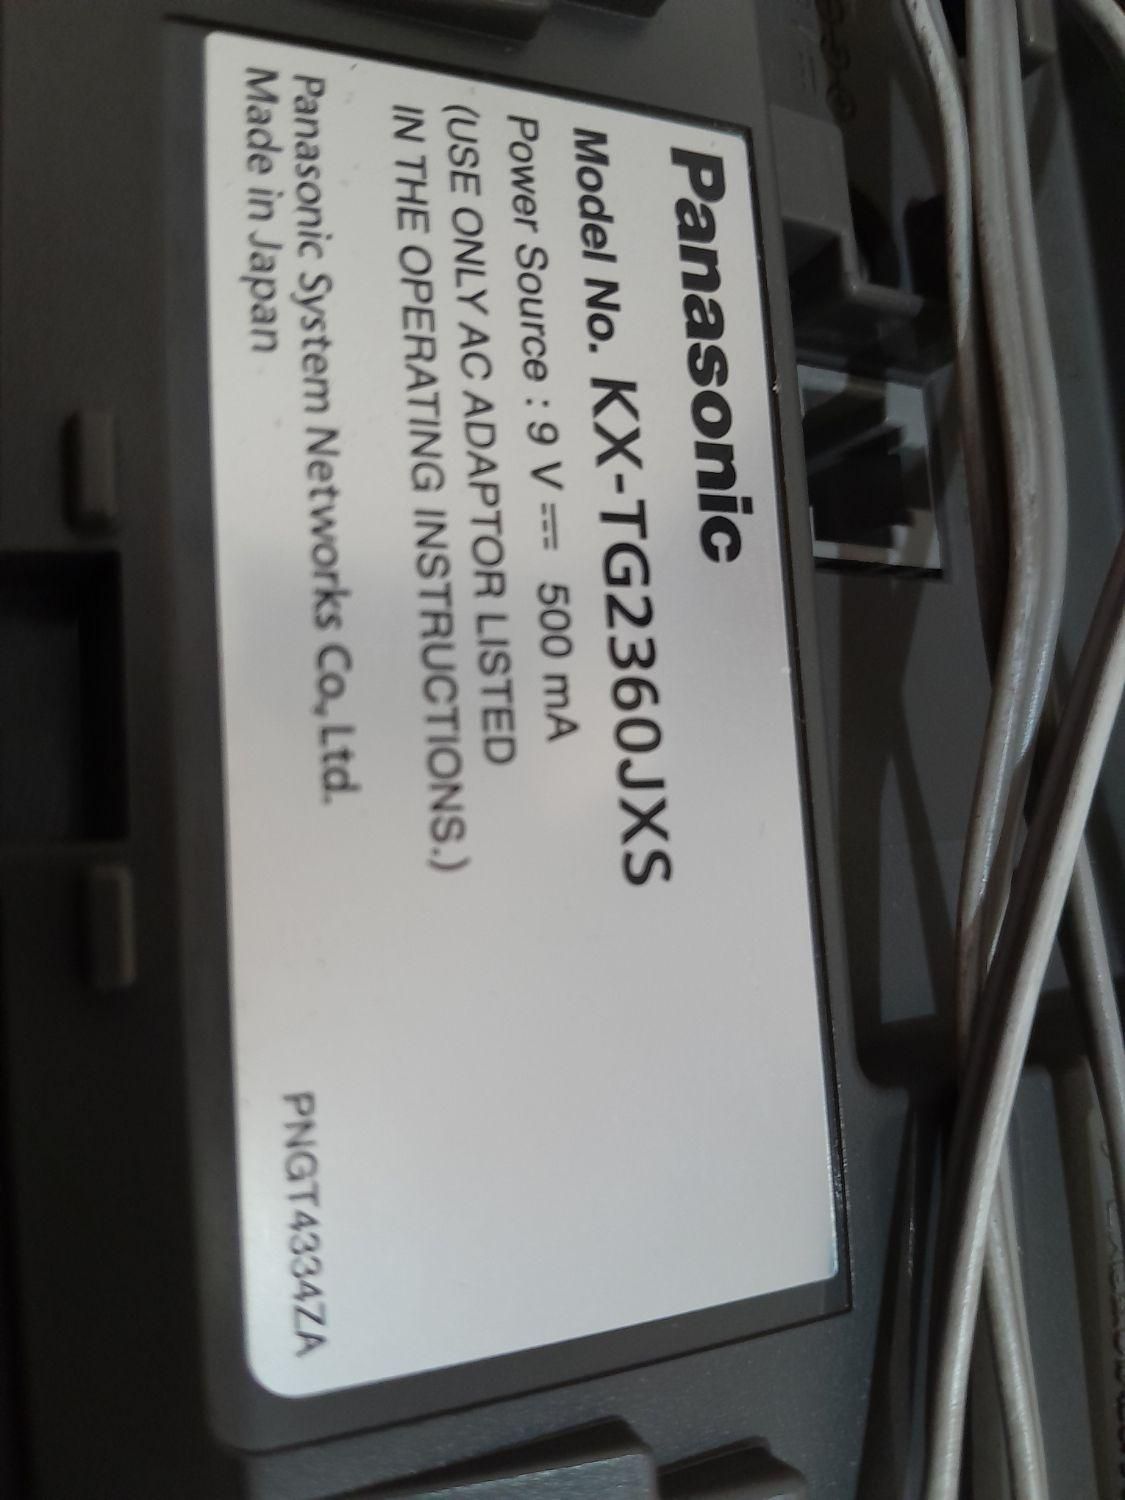 Panasonic
Model No. KX-TG2360JXS
Power Source : 9 V ⎓ 500 mA
(USE ONLY AC ADAPTOR LISTED
IN THE OPERATING INSTRUCTIONS.)
Panasonic System Networks Co., Ltd.
Made in Japan
PNGT4334ZA